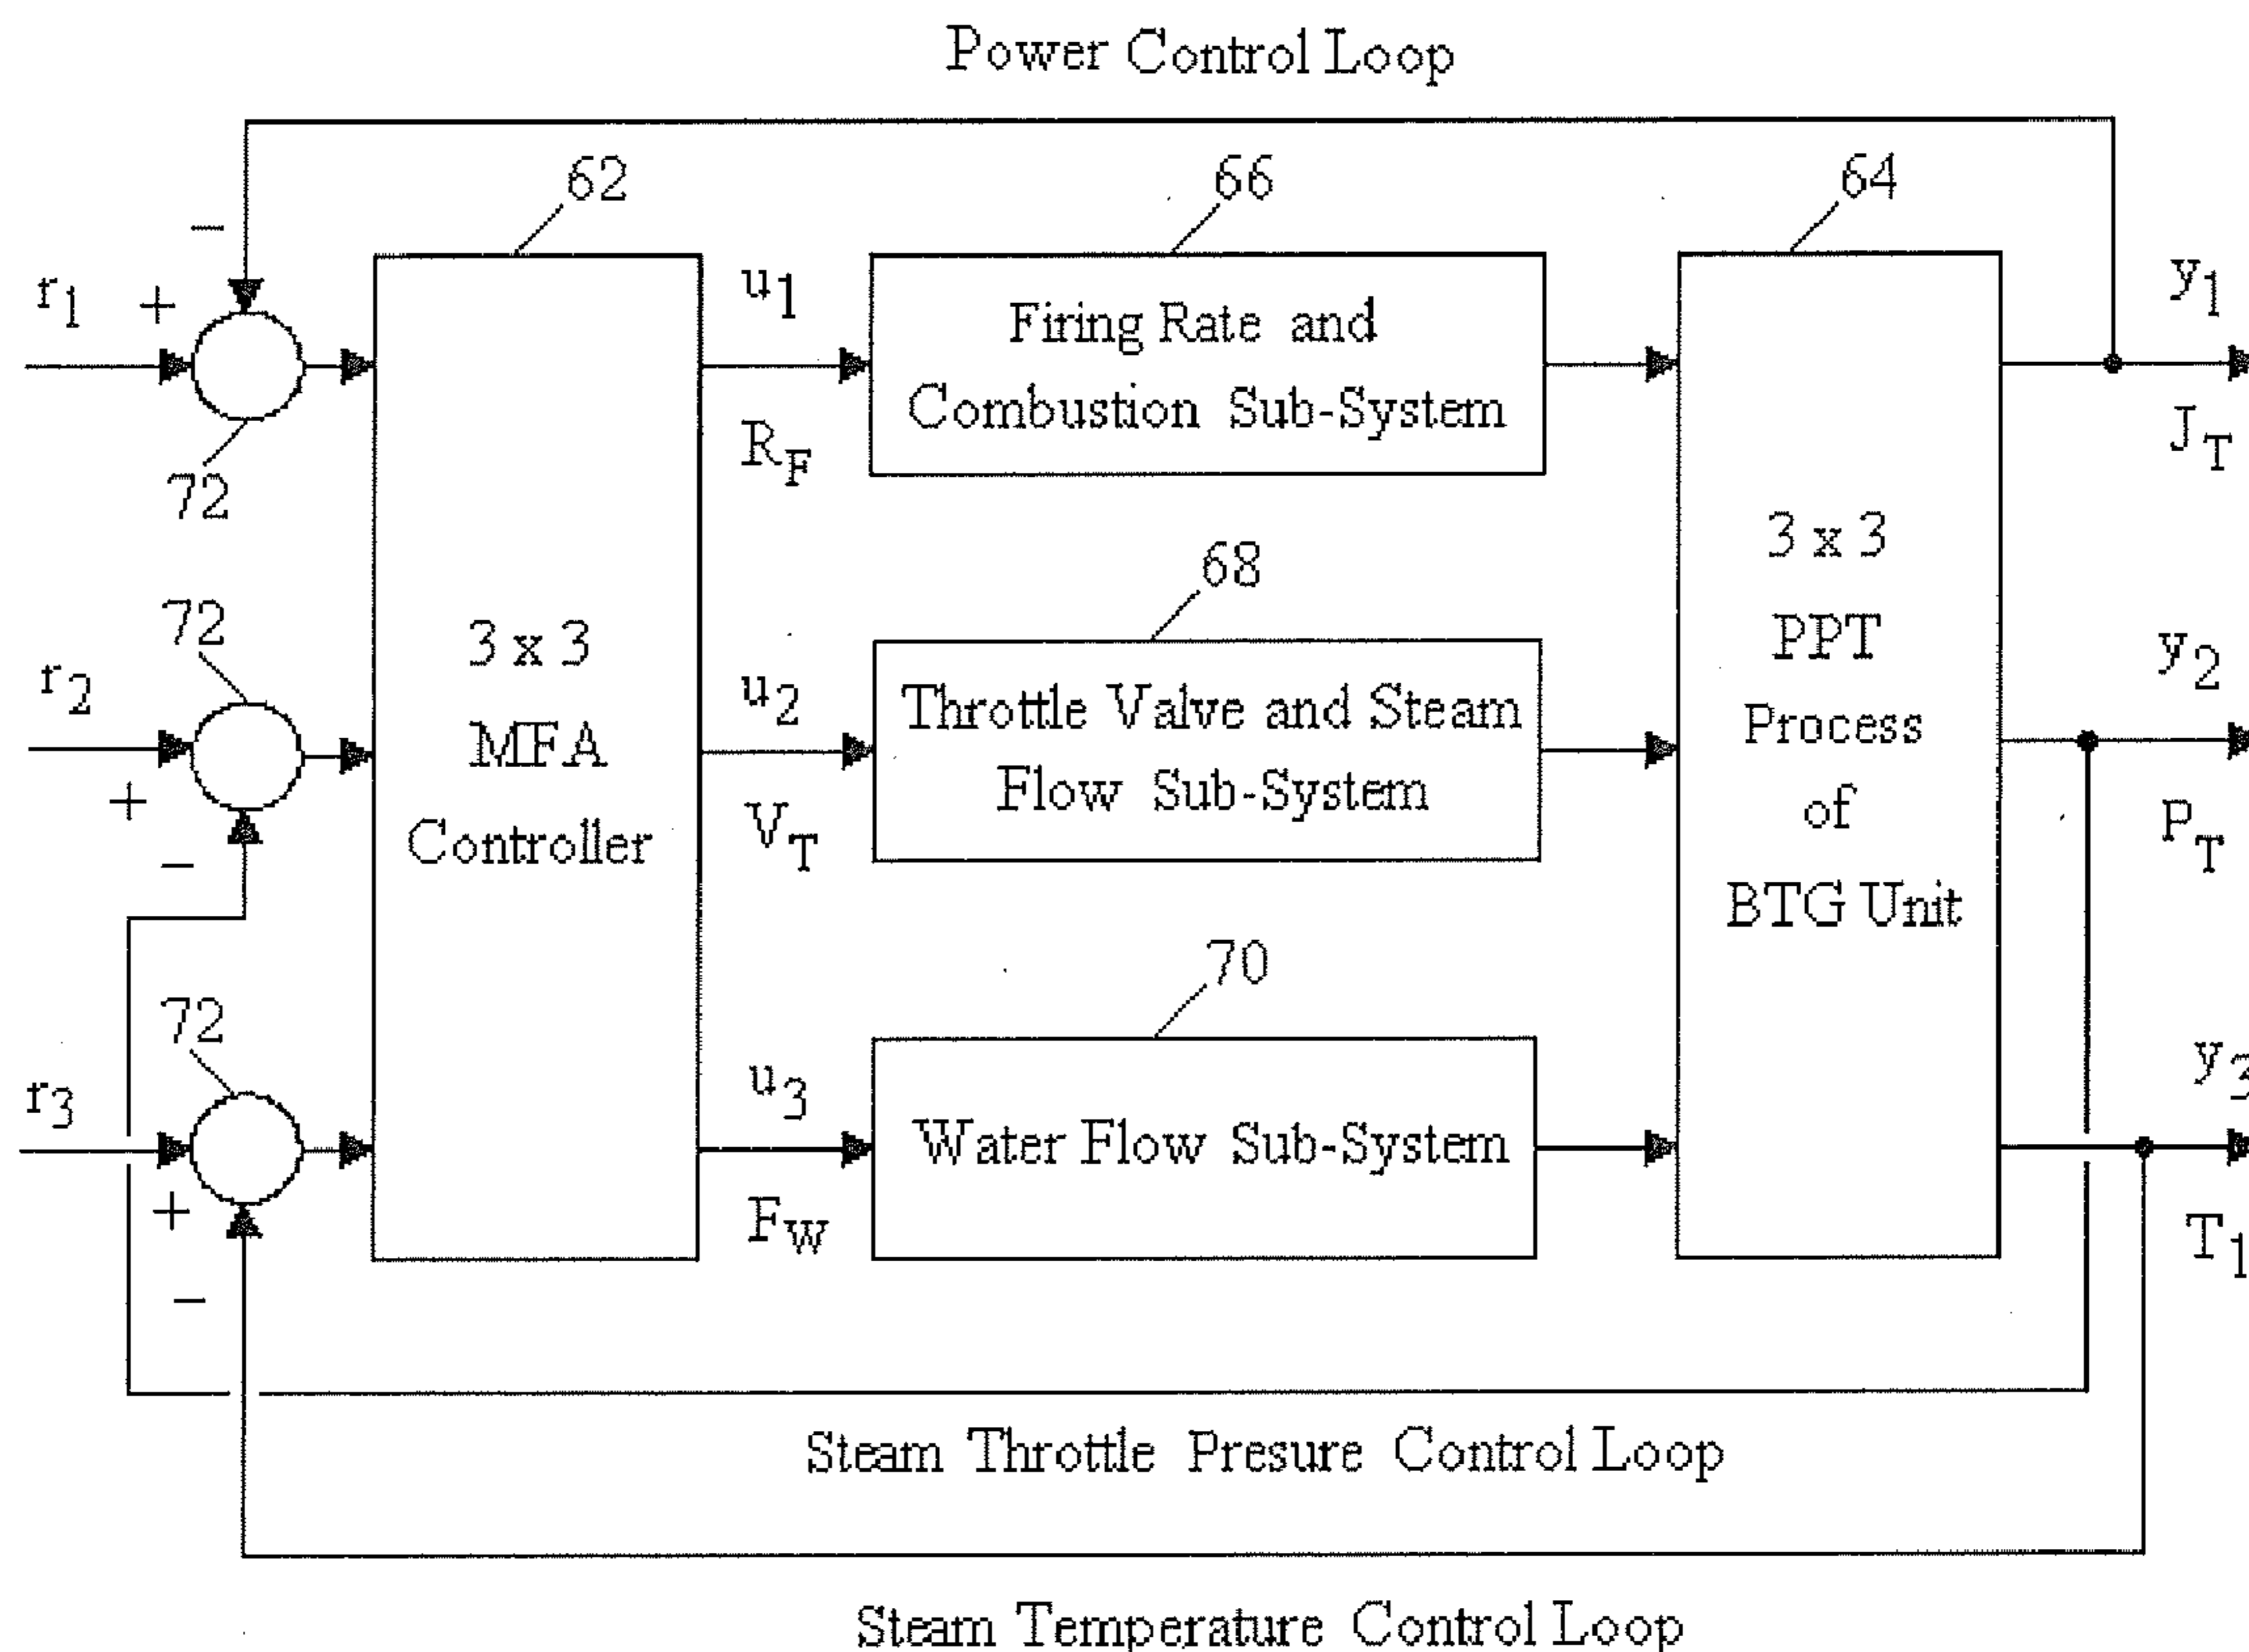 Power Control Loop
62
66
64
−
r1
+
u1
Firing Rate and
Combustion Sub-System
y1
RF
JT
72
3 x 3
PPT
Process
of
BTG Unit
68
72
3 x 3
MFA
Controller
r2
u2
Throttle Valve and Steam
Flow Sub-System
y2
+
VT
PT
−
70
72
r3
u3
Water Flow Sub-System
y3
+
FW
T1
−
Steam Throttle Presure Control Loop
Steam Temperature Control Loop